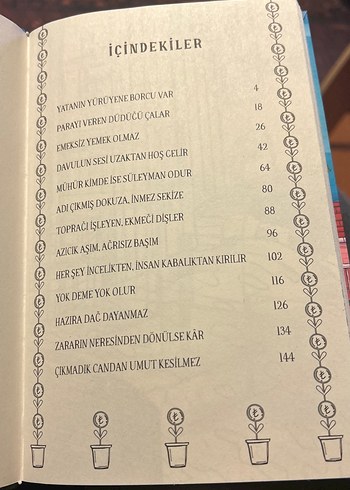 İÇİNDEKİLER
YATANIN YÜRÜYENE BORCU VAR 4
PARAYI VEREN DÜDÜĞÜ ÇALAR 18
EMEKSİZ YEMEK OLMAZ 26
DAVULUN SESİ UZAKTAN HOŞ GELİR 42
MÜHÜR KİMDE İSE SÜLEYMAN ODUR 64
ADI ÇIKMIŞ DOKUZA, İNMEZ SEKİZE 80
TOPRAĞI İŞLEYEN, EKMEĞİ DİŞLER 88
AZICIK AŞIM, AĞRISIZ BAŞIM 96
HER ŞEY İNCELİKTEN, İNSAN KABALIKTAN KIRILIR 102
YOK DEME YOK OLUR 116
HAZIRA DAĞ DAYANMAZ 126
ZARARIN NERESİNDEN DÖNÜLSE KÂR 134
ÇIKMADIK CANDAN UMUT KESİLMEZ 144